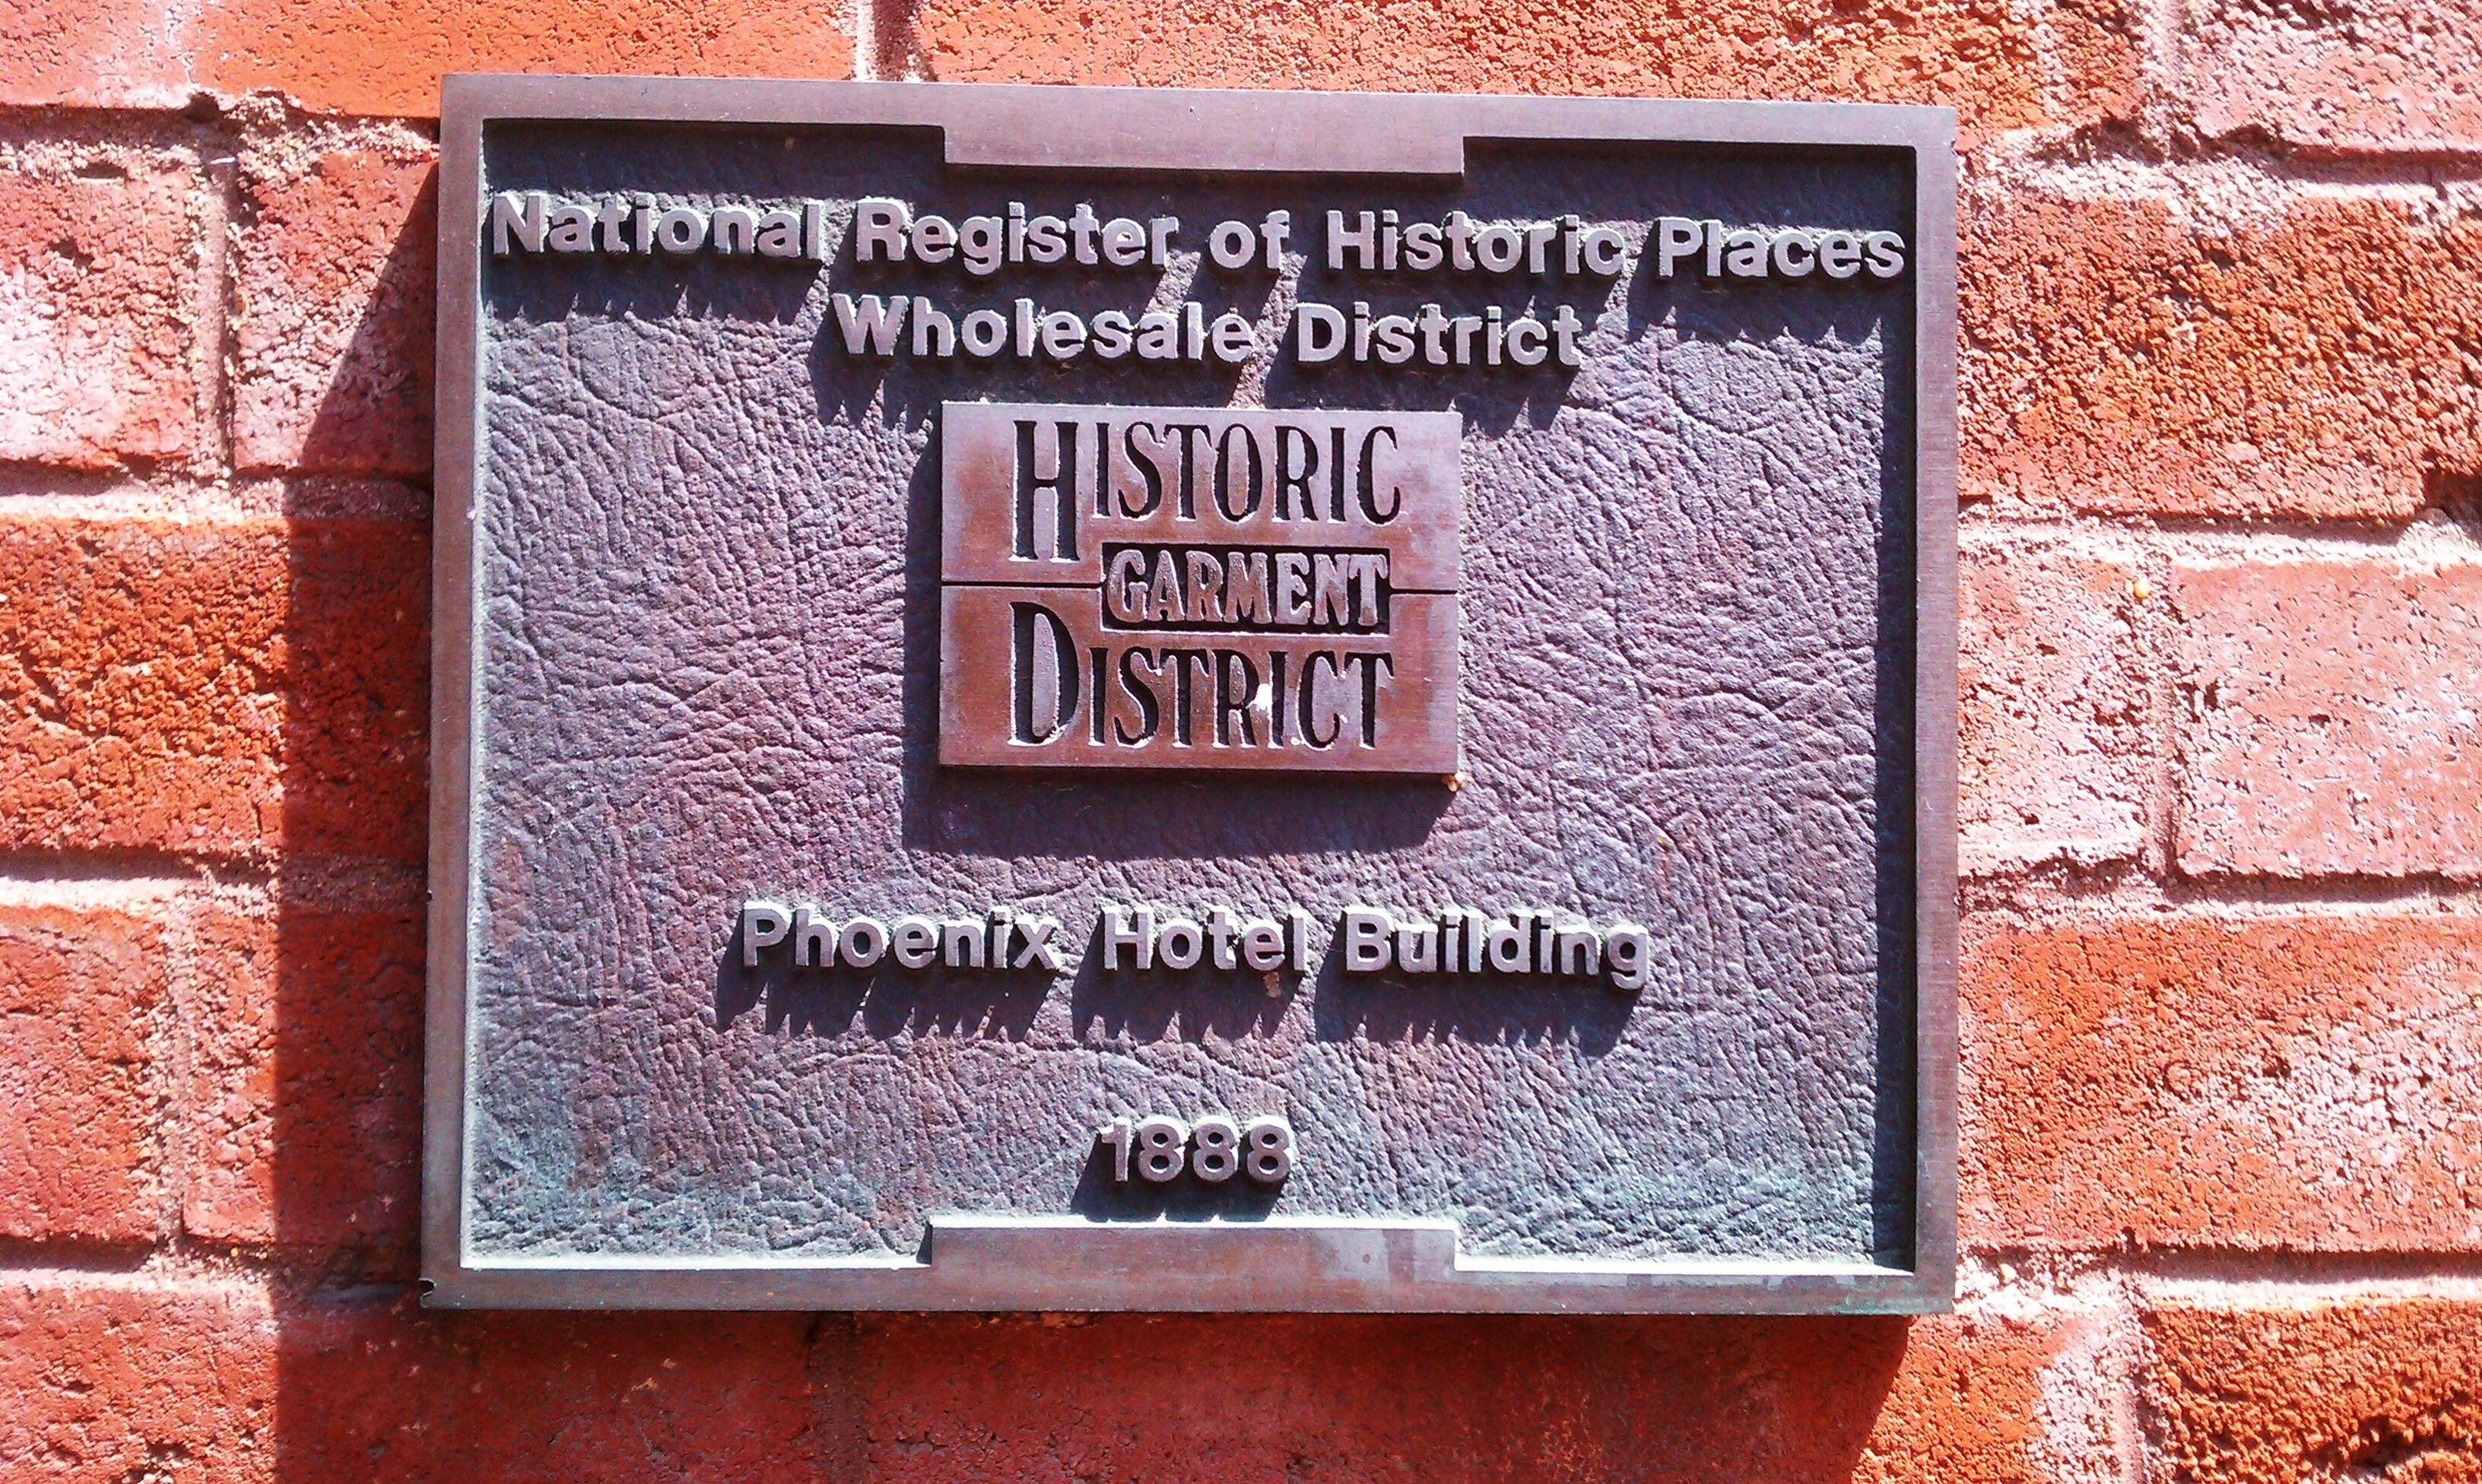 National Register of Historic Places
Wholesale District
HISTORIC
GARMENT
DISTRICT
Phoenix Hotel Building
1888